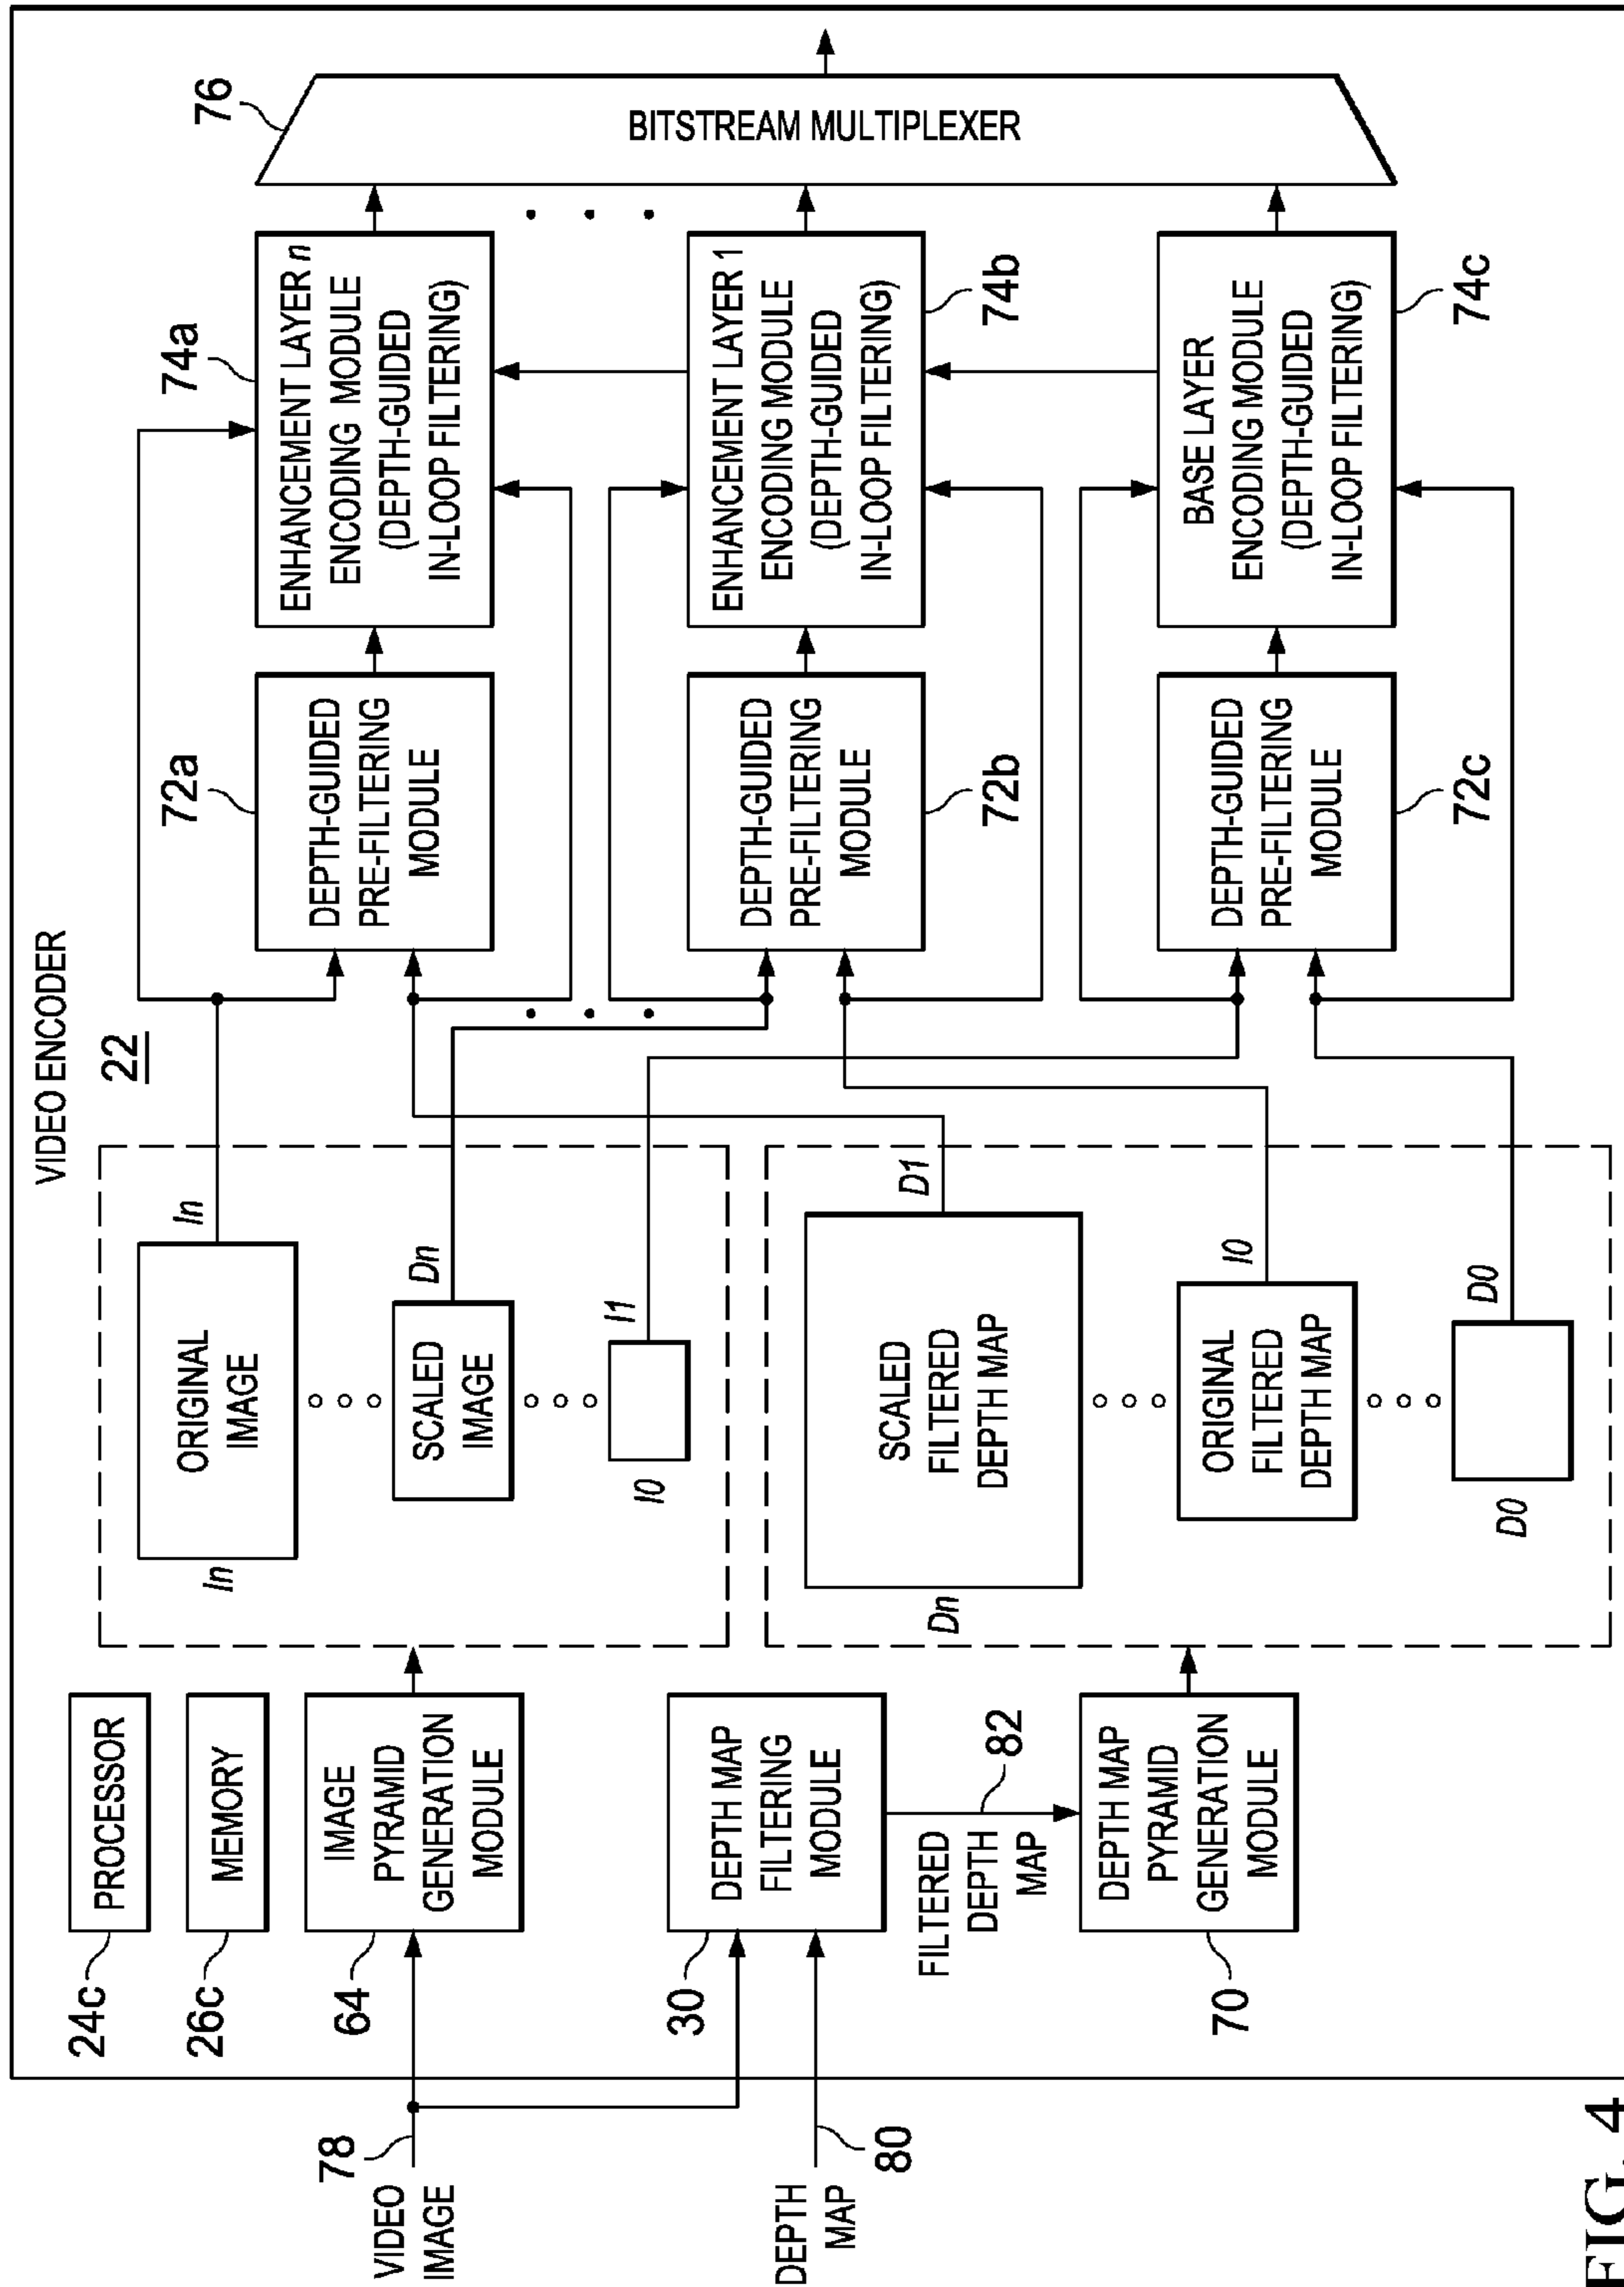 VIDEO ENCODER
22
PROCESSOR
24c
MEMORY
26c
IMAGE
PYRAMID
GENERATION
MODULE
64
78
VIDEO
IMAGE
DEPTH MAP
FILTERING
MODULE
30
DEPTH
MAP
80
FILTERED
DEPTH
MAP
82
DEPTH MAP
PYRAMID
GENERATION
MODULE
70
In
ORIGINAL
IMAGE
In
SCALED
IMAGE
Dn
I0
I1
Dn
SCALED
FILTERED
DEPTH MAP
D1
ORIGINAL
FILTERED
DEPTH MAP
I0
D0
D0
72a
DEPTH-GUIDED
PRE-FILTERING
MODULE
DEPTH-GUIDED
PRE-FILTERING
MODULE
72b
DEPTH-GUIDED
PRE-FILTERING
MODULE
72c
74a
ENHANCEMENT LAYER n
ENCODING MODULE
(DEPTH-GUIDED
IN-LOOP FILTERING)
ENHANCEMENT LAYER 1
ENCODING MODULE
(DEPTH-GUIDED
IN-LOOP FILTERING)
74b
BASE LAYER
ENCODING MODULE
(DEPTH-GUIDED
IN-LOOP FILTERING)
74c
76
BITSTREAM MULTIPLEXER
FIG. 4